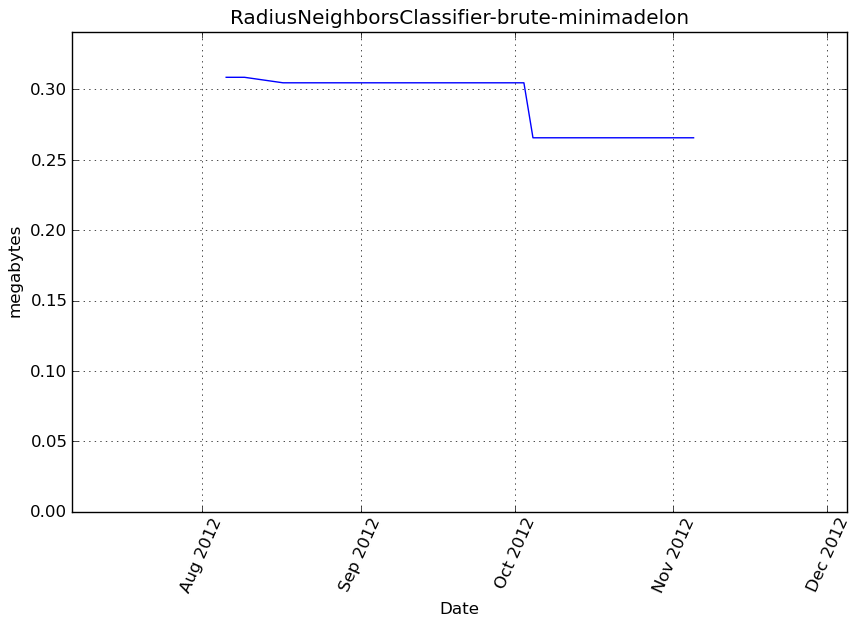 RadiusNeighborsClassifier-brute-minimadelon
0.30
0.25
0.20
0.15
0.10
0.05
0.00
megabytes
Aug 2012
Sep 2012
Oct 2012
Nov 2012
Dec 2012
Date